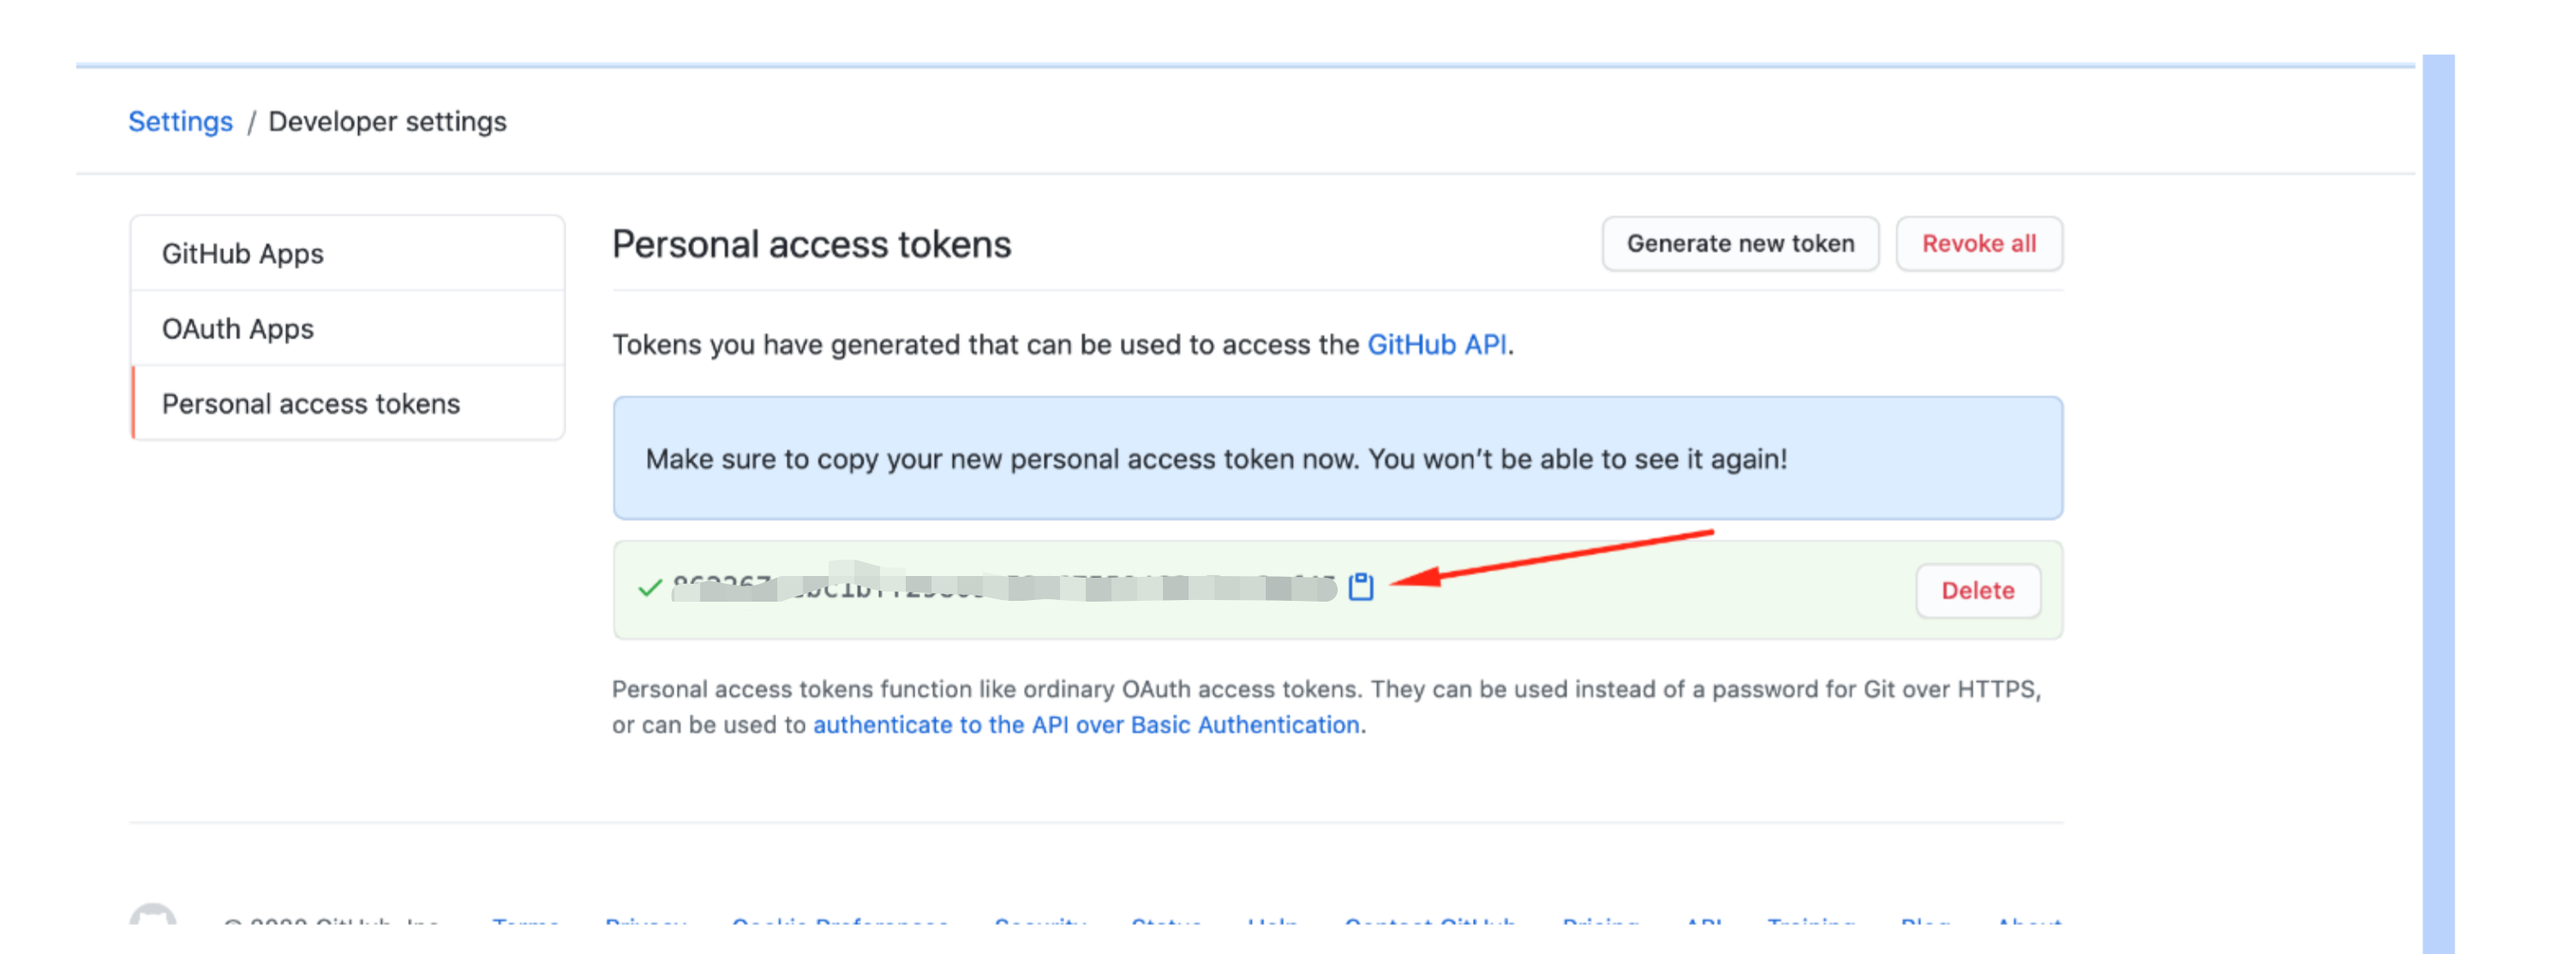 Settings / Developer settings
GitHub Apps
OAuth Apps
Personal access tokens
Personal access tokens
Generate new token
Revoke all
Tokens you have generated that can be used to access the GitHub API.
Make sure to copy your new personal access token now. You won't be able to see it again!
Delete
Personal access tokens function like ordinary OAuth access tokens. They can be used instead of a password for Git over HTTPS,
or can be used to authenticate to the API over Basic Authentication.